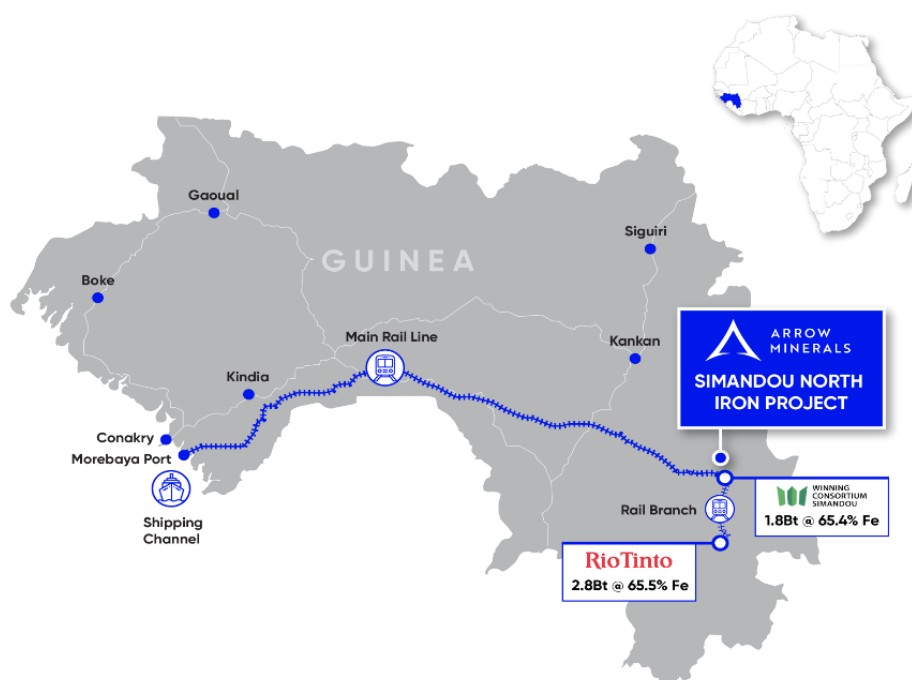 Gaoual
GUINEA
Siguiri
Boke
Main Rail Line
Kankan
Kindia
ARROW
MINERALS
SIMANDOU NORTH
IRON PROJECT
Conakry
Morebaya Port
Shipping
Channel
Rail Branch
WINNING
CONSORTIUM
SIMANDOU
1.8Bt @ 65.4% Fe
RioTinto
2.8Bt @ 65.5% Fe